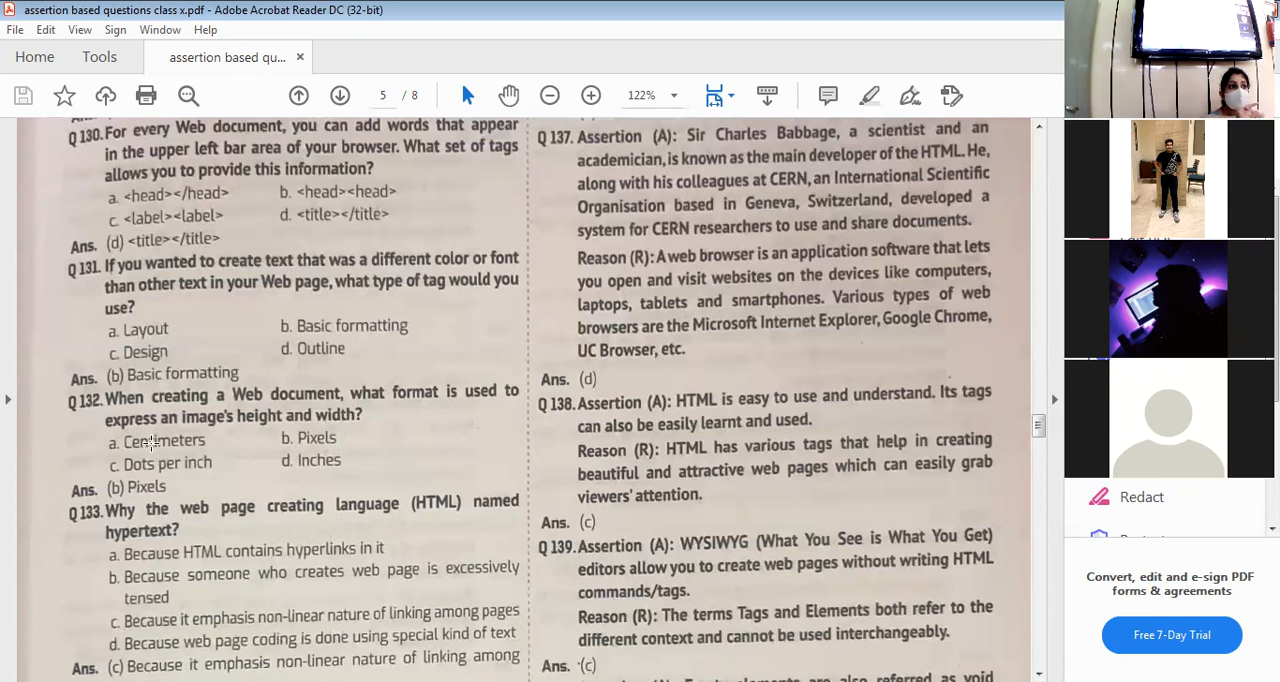 assertion based questions class x.pdf - Adobe Acrobat Reader DC (32-bit)
File Edit View Sign Window Help
Home Tools assertion based qu... ×
5 / 8 122%
Q 130. For every Web document, you can add words that appear
in the upper left bar area of your browser. What set of tags
allows you to provide this information?
a. <head></head> b. <head><head>
c. <label><label> d. <title></title>
Ans. (d) <title></title>
Q 131. If you wanted to create text that was a different color or font
than other text in your Web page, what type of tag would you
use?
a. Layout b. Basic formatting
c. Design d. Outline
Ans. (b) Basic formatting
Q 132. When creating a Web document, what format is used to
express an image's height and width?
a. Centimeters b. Pixels
c. Dots per inch d. Inches
Ans. (b) Pixels
Q 133. Why the web page creating language (HTML) named
hypertext?
a. Because HTML contains hyperlinks in it
b. Because someone who creates web page is excessively
tensed
c. Because it emphasis non-linear nature of linking among pages
d. Because web page coding is done using special kind of text
Ans. (c) Because it emphasis non-linear nature of linking among
Q 137. Assertion (A): Sir Charles Babbage, a scientist and an
academician, is known as the main developer of the HTML. He,
along with his colleagues at CERN, an International Scientific
Organisation based in Geneva, Switzerland, developed a
system for CERN researchers to use and share documents.
Reason (R): A web browser is an application software that lets
you open and visit websites on the devices like computers,
laptops, tablets and smartphones. Various types of web
browsers are the Microsoft Internet Explorer, Google Chrome,
UC Browser, etc.
Ans. (d)
Q 138. Assertion (A): HTML is easy to use and understand. Its tags
can also be easily learnt and used.
Reason (R): HTML has various tags that help in creating
beautiful and attractive web pages which can easily grab
viewers' attention.
Ans. (c)
Q 139. Assertion (A): WYSIWYG (What You See is What You Get)
editors allow you to create web pages without writing HTML
commands/tags.
Reason (R): The terms Tags and Elements both refer to the
different context and cannot be used interchangeably.
Ans. (c)
elements are also referred as void
Redact
Convert, edit and e-sign PDF
forms & agreements
Free 7-Day Trial